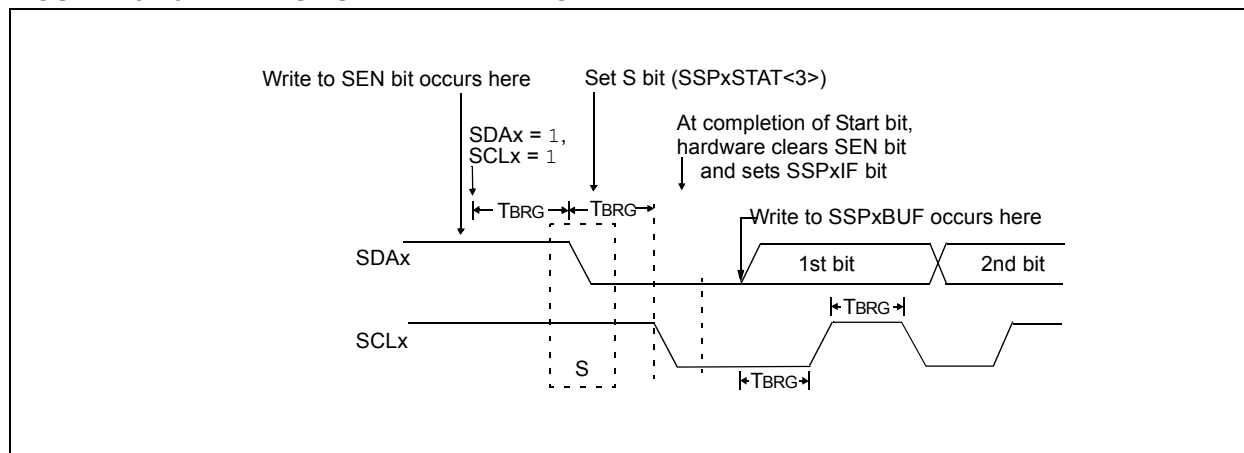 Write to SEN bit occurs here
Set S bit (SSPxSTAT<3>)
SDAx = 1,
SCLx = 1
At completion of Start bit,
hardware clears SEN bit
and sets SSPxIF bit
TBRG
TBRG
Write to SSPxBUF occurs here
SDAx
1st bit
2nd bit
TBRG
SCLx
S
TBRG